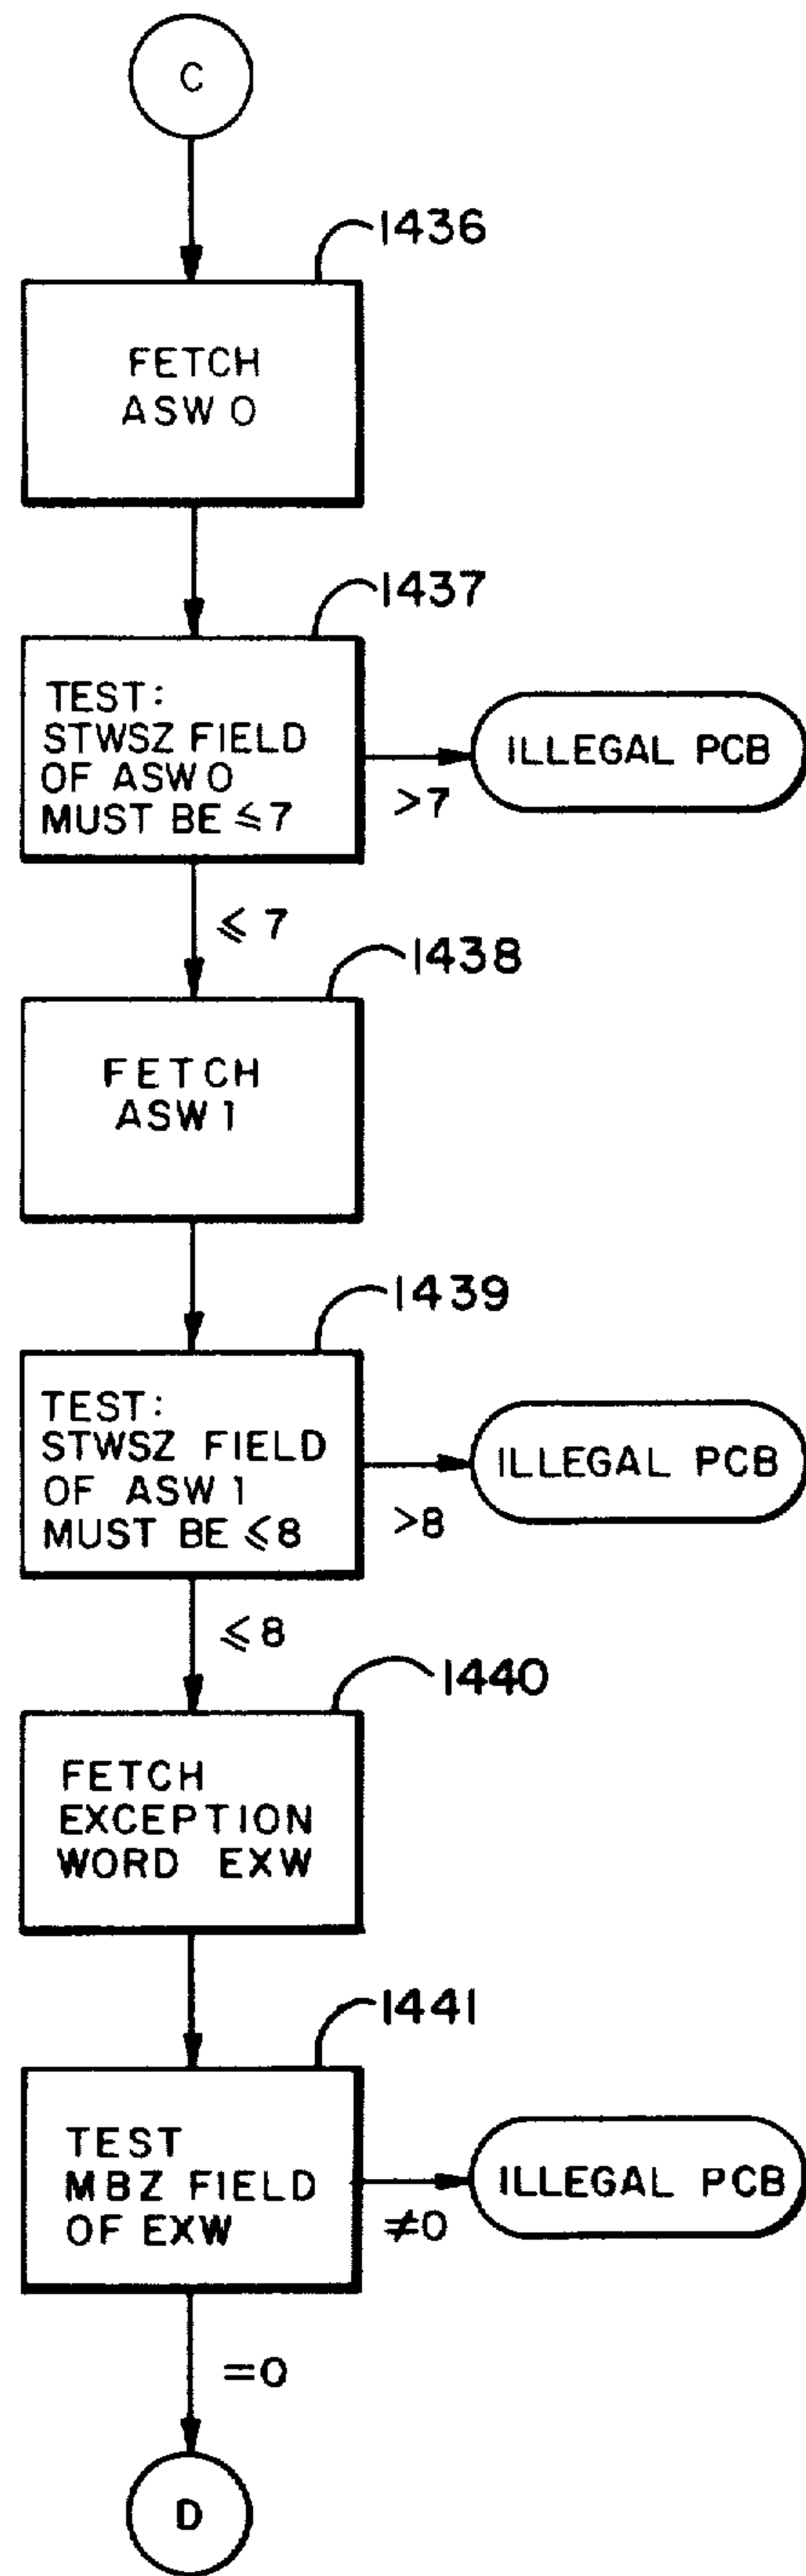 C
1436
FETCH
ASW 0
1437
TEST:
STWSZ FIELD
OF ASW 0
MUST BE ≤ 7
>7
ILLEGAL PCB
≤ 7
1438
FETCH
ASW 1
1439
TEST:
STWSZ FIELD
OF ASW 1
MUST BE ≤8
>8
ILLEGAL PCB
≤8
1440
FETCH
EXCEPTION
WORD EXW
1441
TEST
MBZ FIELD
OF EXW
≠0
ILLEGAL PCB
=0
D